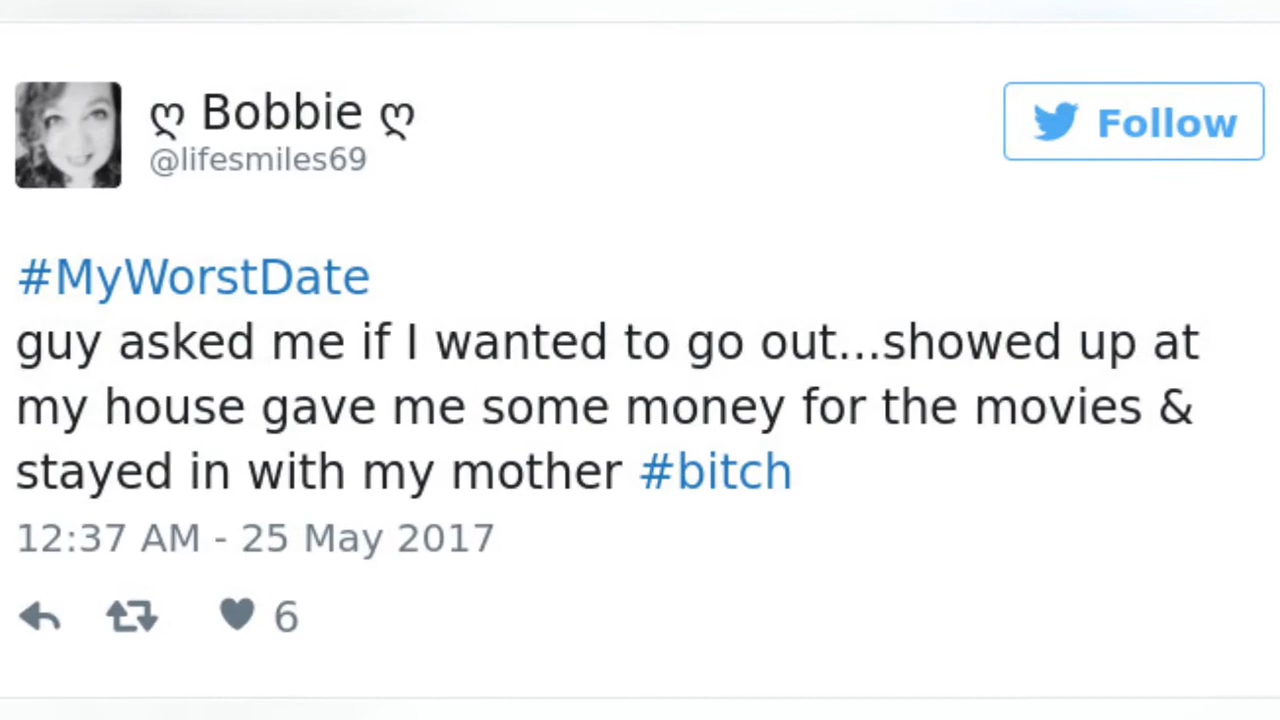 ღ Bobbie ღ
@lifesmiles69
Follow
#MyWorstDate
guy asked me if I wanted to go out...showed up at
my house gave me some money for the movies &
stayed in with my mother #bitch
12:37 AM - 25 May 2017
6